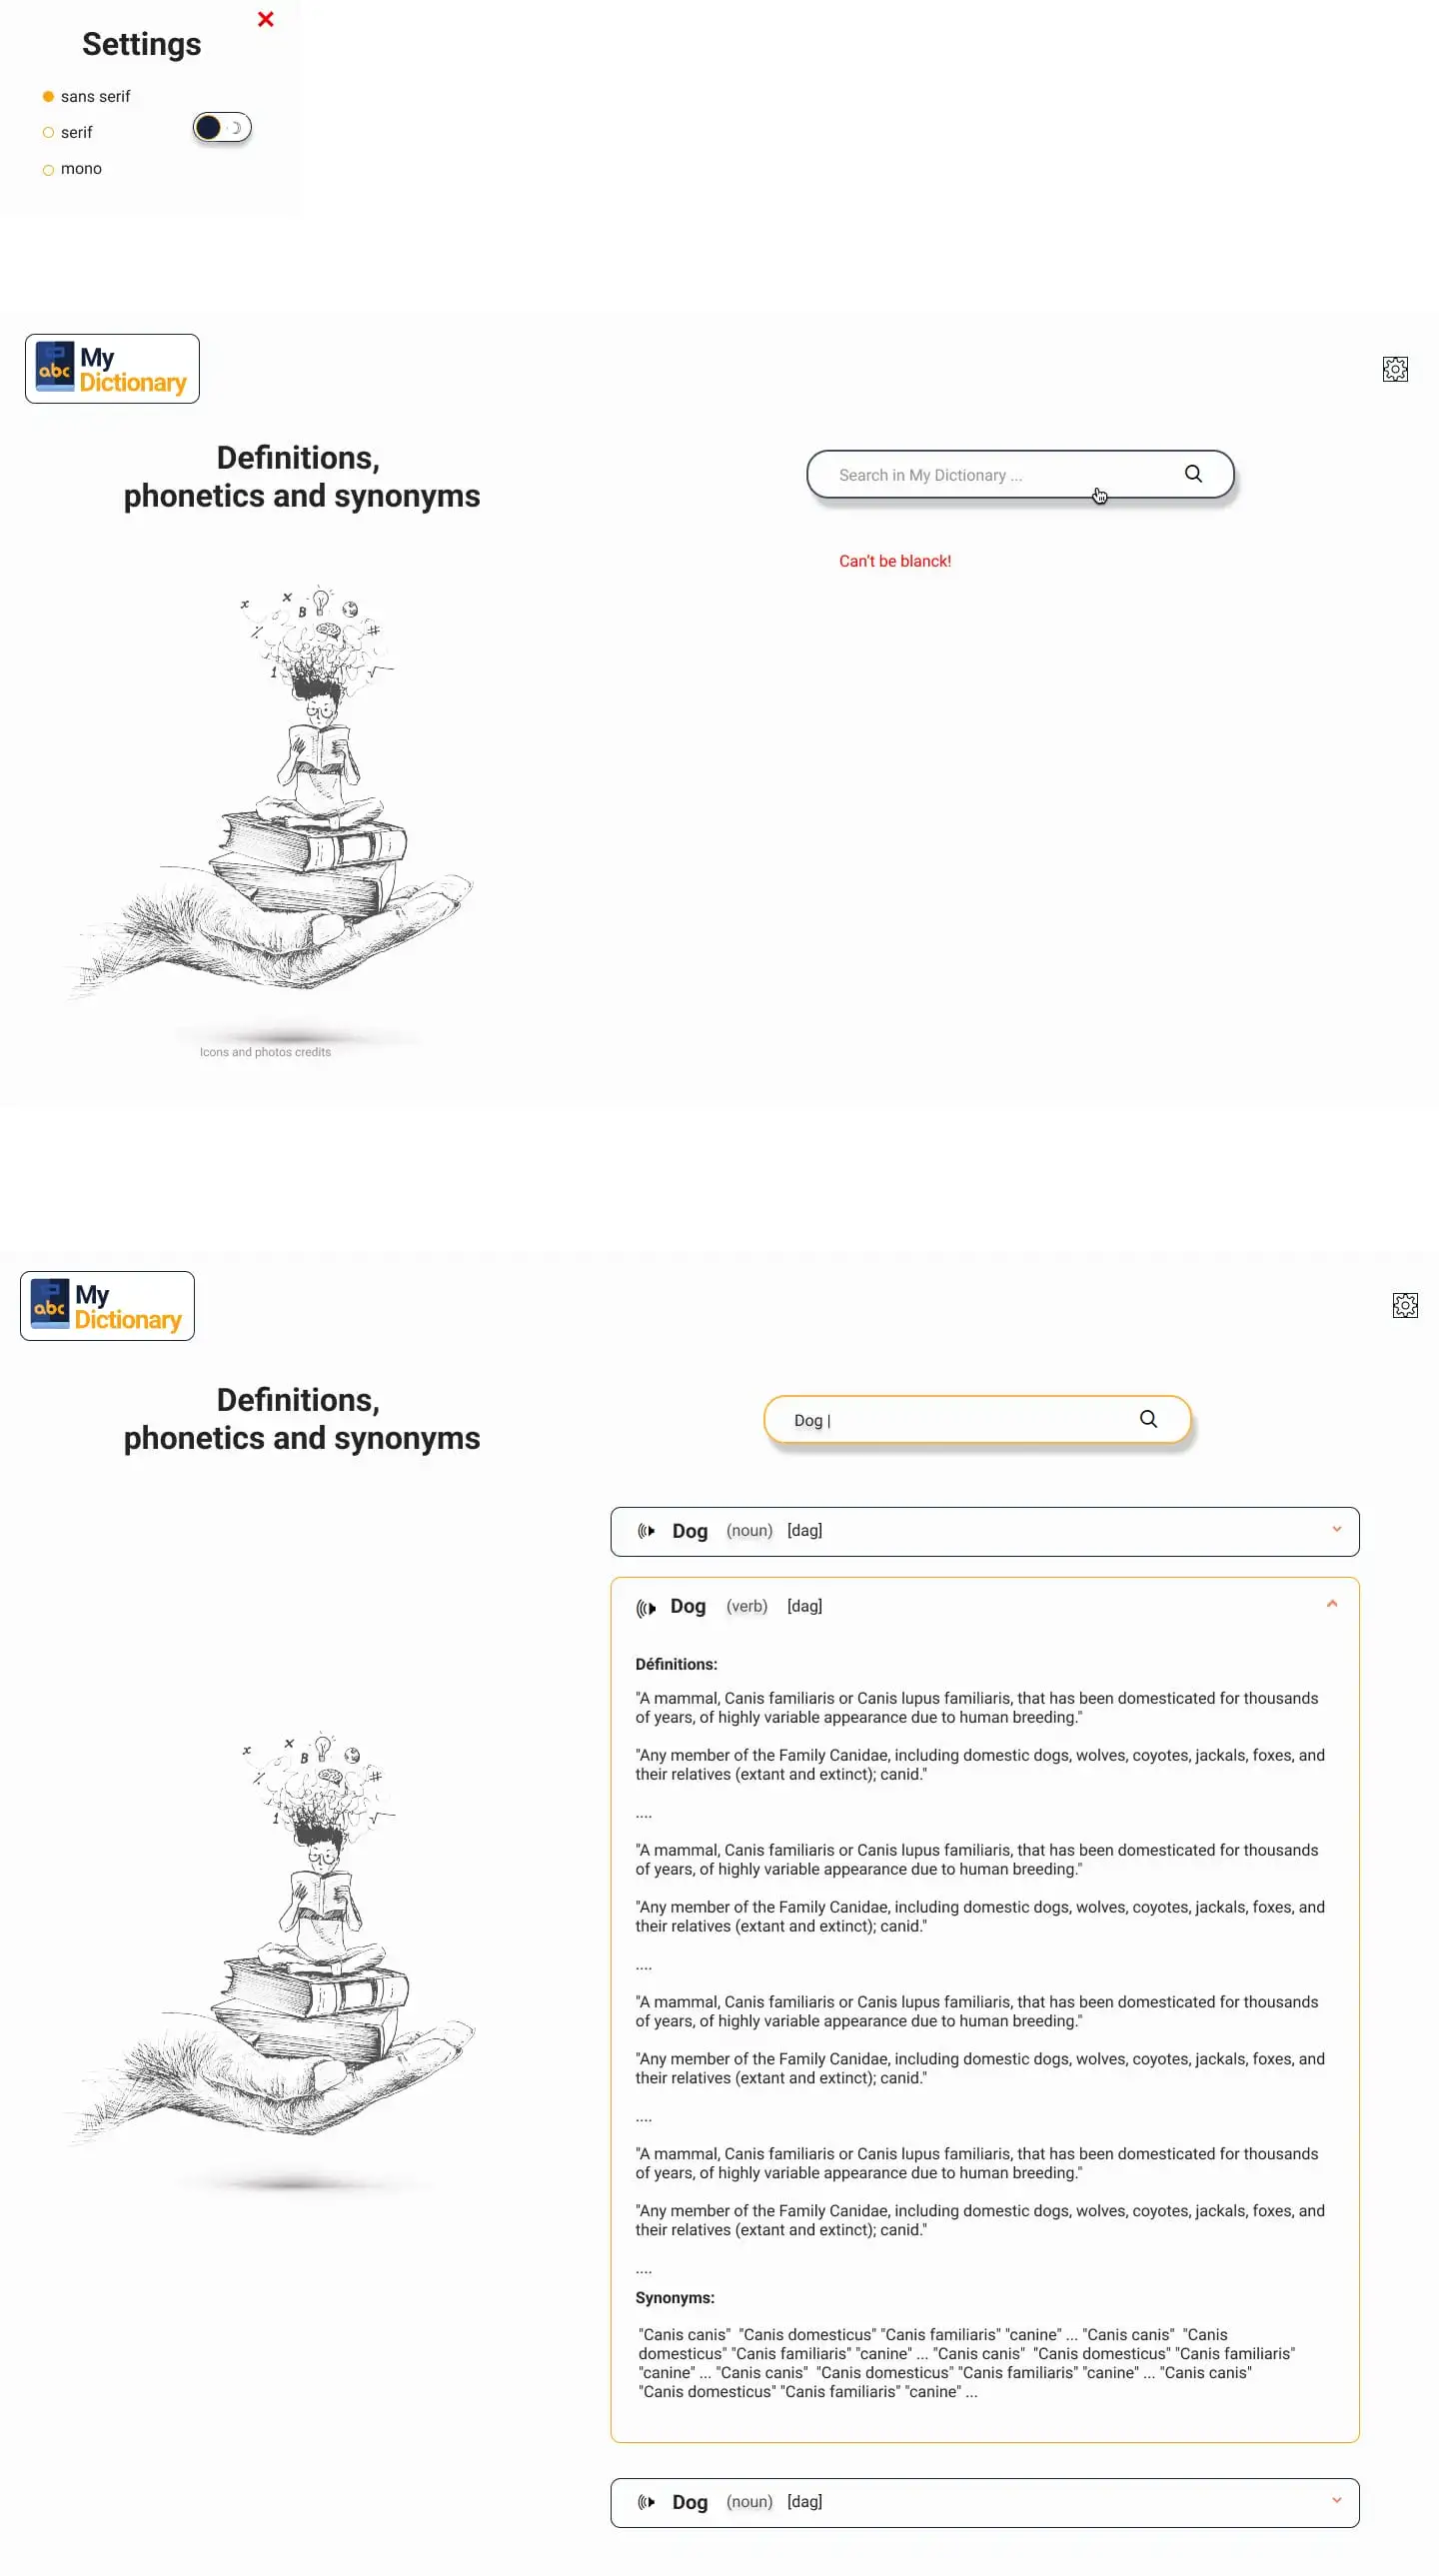 Settings
sans serif
serif
mono
abc
My
Dictionary
Definitions,
phonetics and synonyms
Search in My Dictionary ...
Can't be blanck!
x × B
#
1 √
Icons and photos credits
abc
My
Dictionary
Definitions,
phonetics and synonyms
Dog |
Dog (noun) [dag]
Dog (verb) [dag]
Définitions:
"A mammal, Canis familiaris or Canis lupus familiaris, that has been domesticated for thousands
of years, of highly variable appearance due to human breeding."
"Any member of the Family Canidae, including domestic dogs, wolves, coyotes, jackals, foxes, and
their relatives (extant and extinct); canid."
....
"A mammal, Canis familiaris or Canis lupus familiaris, that has been domesticated for thousands
of years, of highly variable appearance due to human breeding."
"Any member of the Family Canidae, including domestic dogs, wolves, coyotes, jackals, foxes, and
their relatives (extant and extinct); canid."
....
"A mammal, Canis familiaris or Canis lupus familiaris, that has been domesticated for thousands
of years, of highly variable appearance due to human breeding."
"Any member of the Family Canidae, including domestic dogs, wolves, coyotes, jackals, foxes, and
their relatives (extant and extinct); canid."
....
"A mammal, Canis familiaris or Canis lupus familiaris, that has been domesticated for thousands
of years, of highly variable appearance due to human breeding."
"Any member of the Family Canidae, including domestic dogs, wolves, coyotes, jackals, foxes, and
their relatives (extant and extinct); canid."
....
Synonyms:
"Canis canis" "Canis domesticus" "Canis familiaris" "canine" ... "Canis canis" "Canis
domesticus" "Canis familiaris" "canine" ... "Canis canis" "Canis domesticus" "Canis familiaris"
"canine" ... "Canis canis" "Canis domesticus" "Canis familiaris" "canine" ... "Canis canis"
"Canis domesticus" "Canis familiaris" "canine" ...
x × B
#
1 √
Dog (noun) [dag]